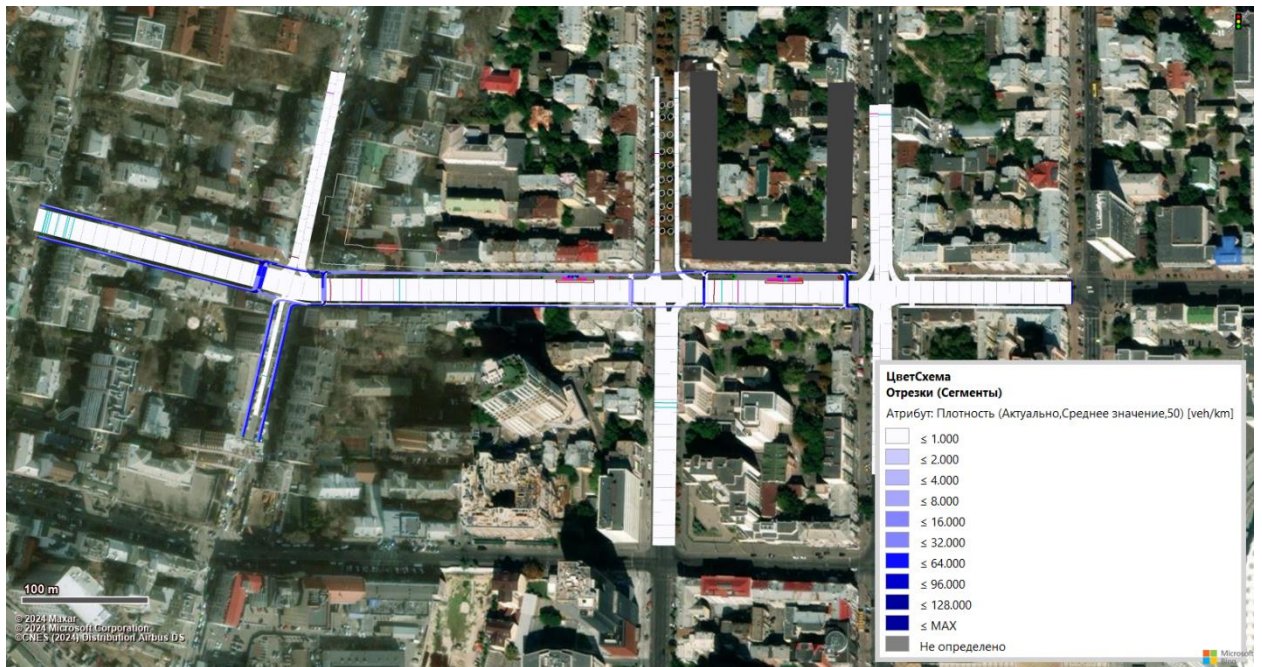 ЦветСхема
Отрезки (Сегменты)
Атрибут: Плотность (Актуально,Среднее значение,50) [veh/km]
≤ 1.000
≤ 2.000
≤ 4.000
≤ 8.000
≤ 16.000
≤ 32.000
≤ 64.000
≤ 96.000
≤ 128.000
≤ MAX
Не определено
100 m
© 2024 Maxar
© 2024 Microsoft Corporation
©CNES (2024) Distribution Airbus DS
Microsoft
Bing